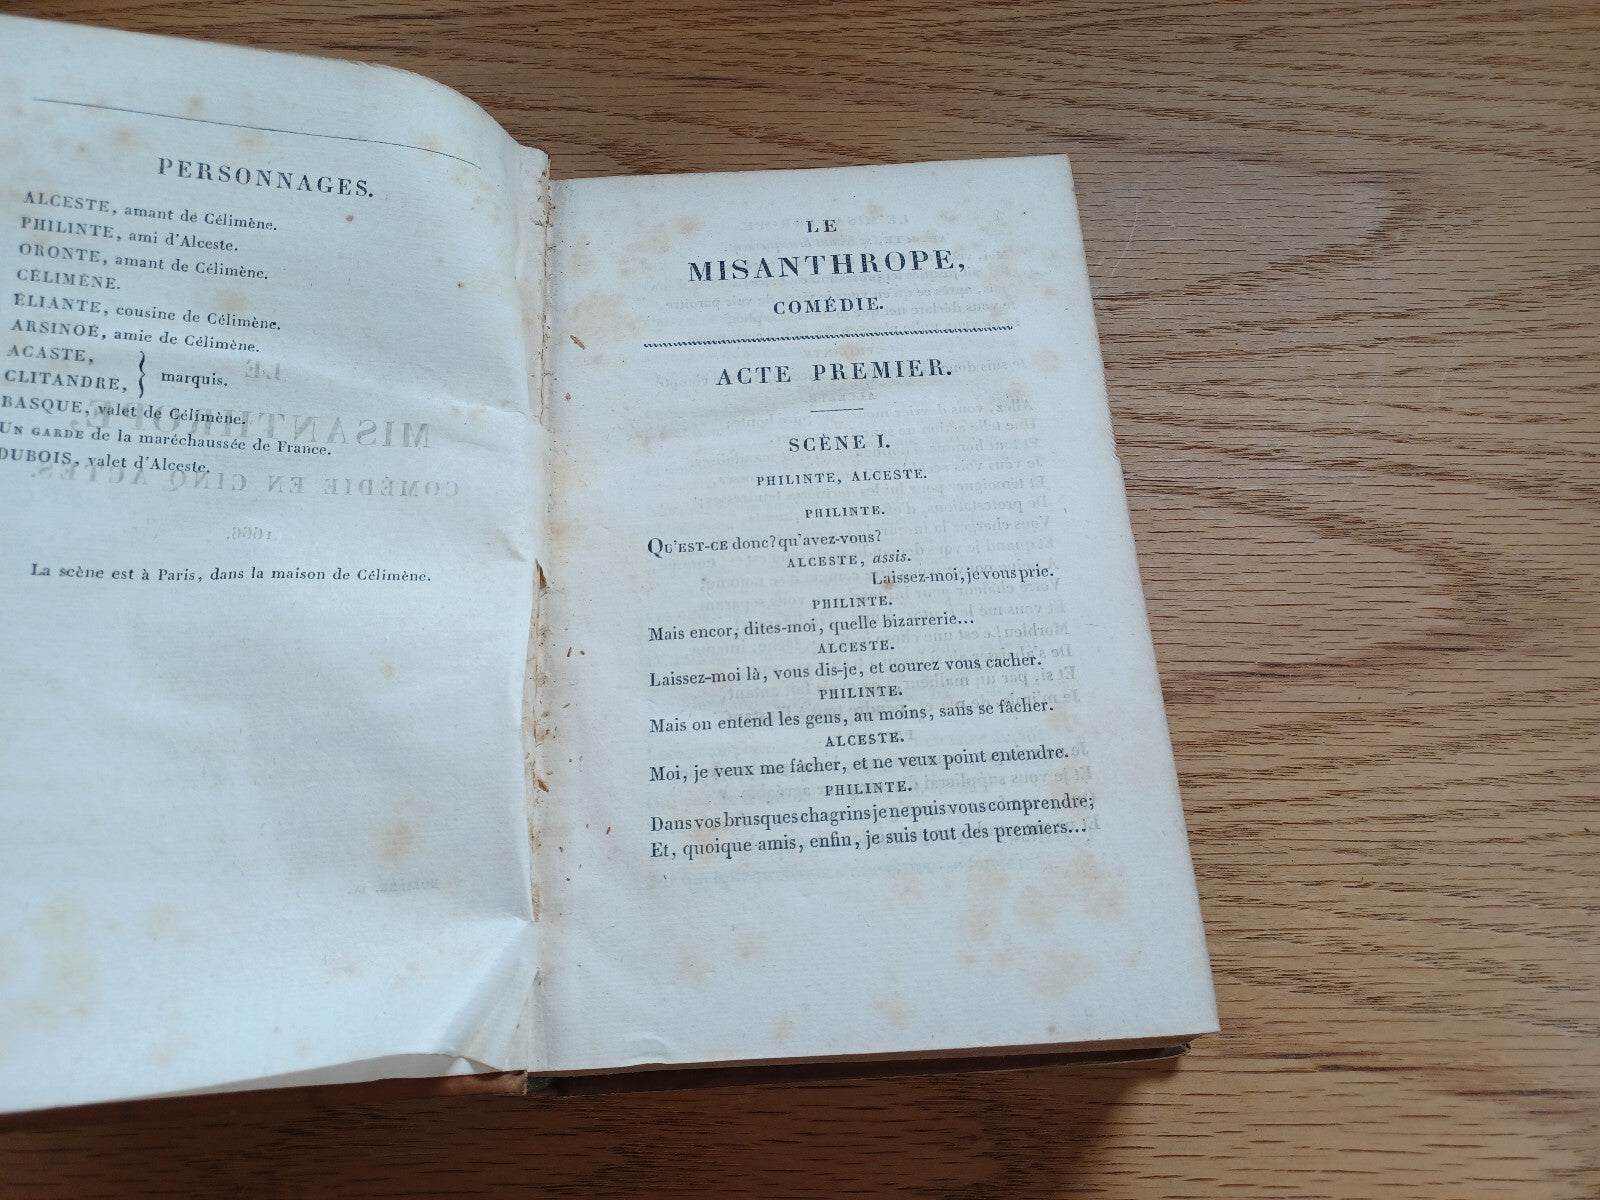 PERSONNAGES.
ALCESTE, amant de Célimène.
PHILINTE, ami d'Alceste.
ORONTE, amant de Célimène.
CÉLIMÈNE.
ÉLIANTE, cousine de Célimène.
ARSINOÉ, amie de Célimène.
ACASTE,
CLITANDRE, } marquis.
BASQUE, valet de Célimène.
UN GARDE de la maréchaussée de France.
DUBOIS, valet d'Alceste.
La scène est à Paris, dans la maison de Célimène.
LE
MISANTHROPE,
COMÉDIE.
ACTE PREMIER.
SCÈNE I.
PHILINTE, ALCESTE.
PHILINTE.
QU'EST-CE donc? qu'avez-vous?
ALCESTE, assis.
Laissez-moi, je vous prie.
PHILINTE.
Mais encor, dites-moi, quelle bizarrerie...
ALCESTE.
Laissez-moi là, vous dis-je, et courez vous cacher.
PHILINTE.
Mais on entend les gens, au moins, sans se fâcher.
ALCESTE.
Moi, je veux me fâcher, et ne veux point entendre.
PHILINTE.
Dans vos brusques chagrins je ne puis vous comprendre;
Et, quoique amis, enfin, je suis tout des premiers...